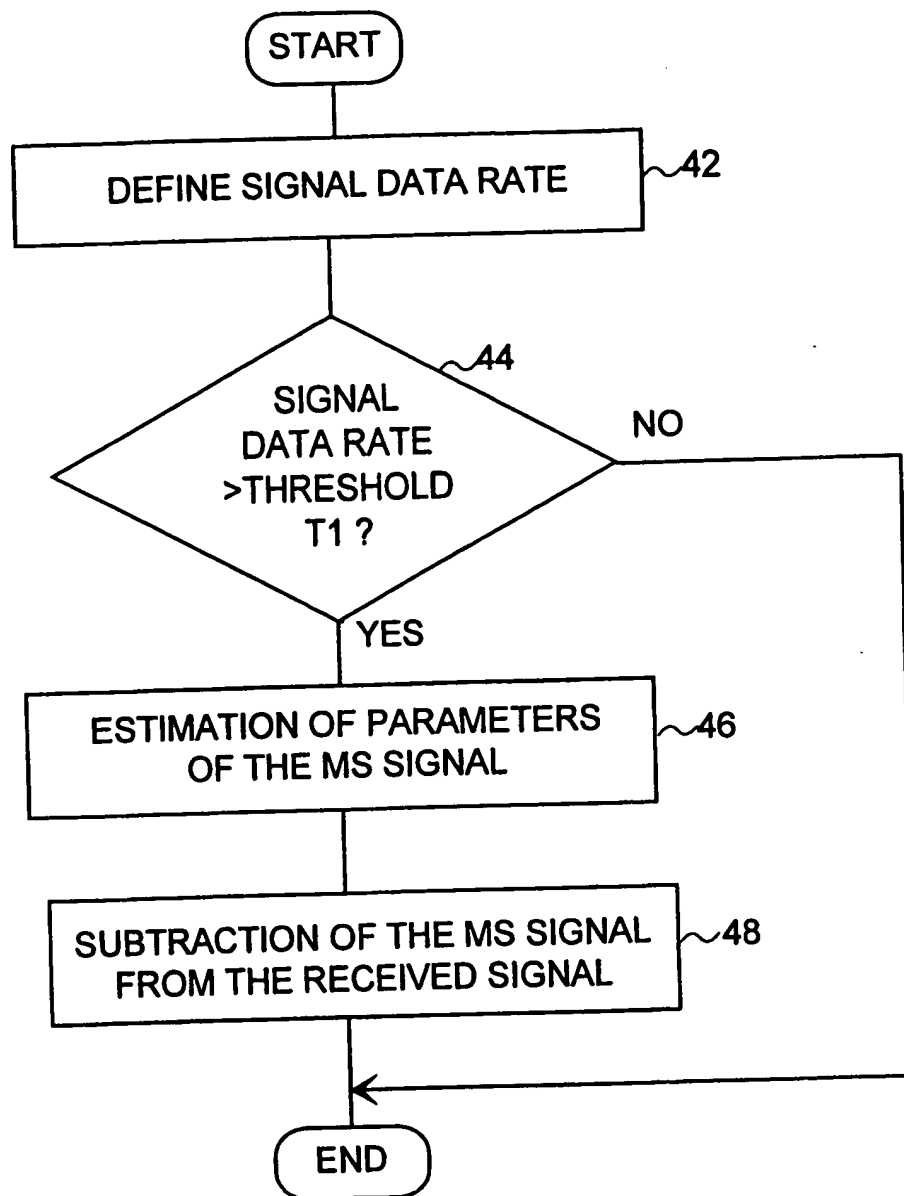 START
DEFINE SIGNAL DATA RATE
42
44
SIGNAL
DATA RATE
>THRESHOLD
T1 ?
NO
YES
ESTIMATION OF PARAMETERS
OF THE MS SIGNAL
46
SUBTRACTION OF THE MS SIGNAL
FROM THE RECEIVED SIGNAL
48
END